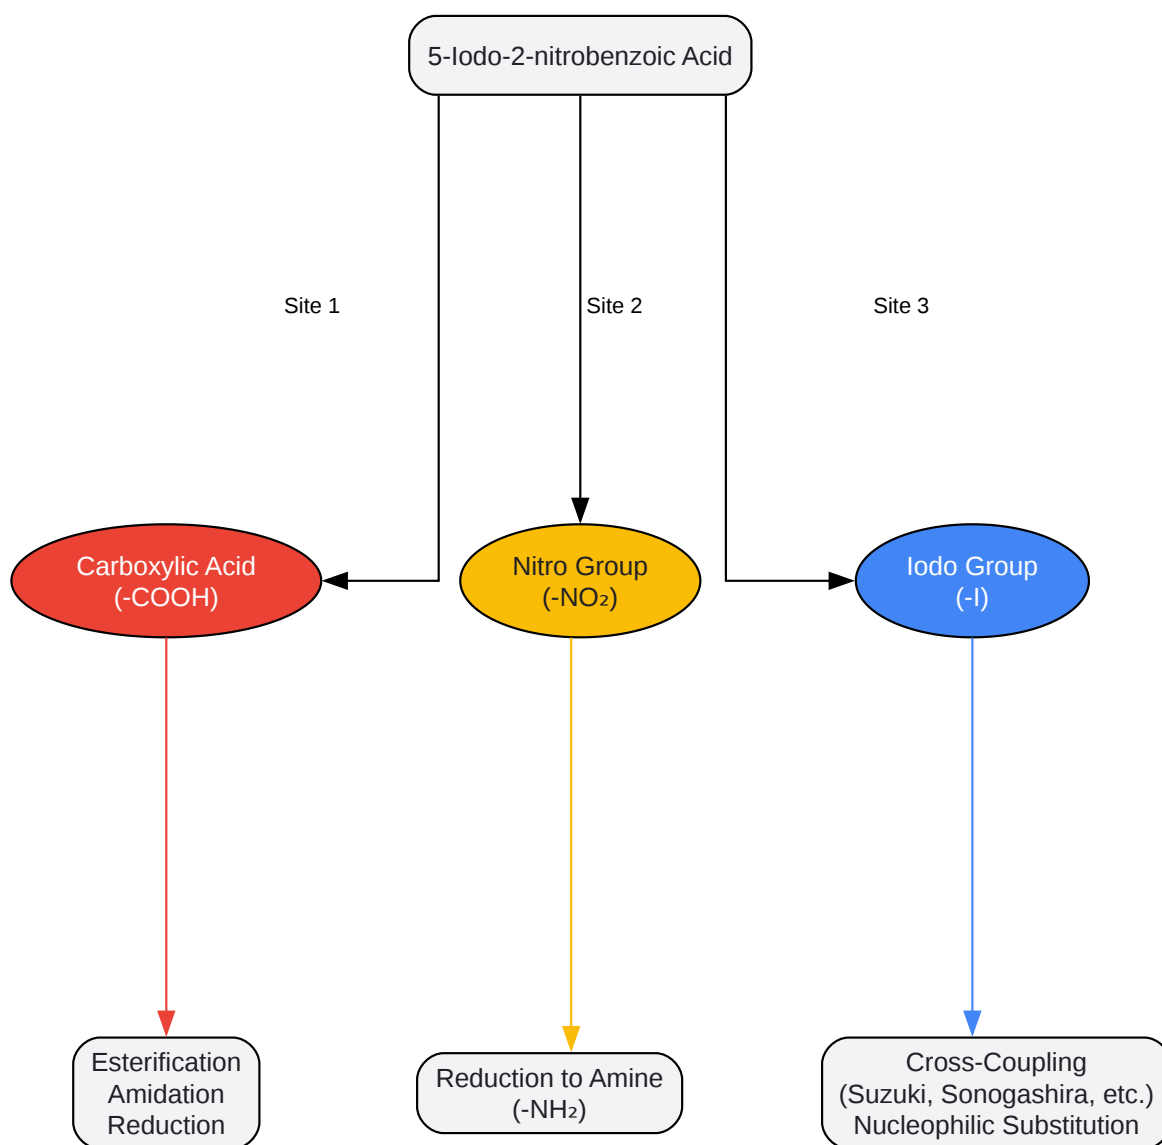 5-Iodo-2-nitrobenzoic Acid
Site 1
Site 2
Site 3
Carboxylic Acid
(-COOH)
Nitro Group
(-NO₂)
Iodo Group
(-I)
Esterification
Amidation
Reduction
Reduction to Amine
(-NH₂)
Cross-Coupling
(Suzuki, Sonogashira, etc.)
Nucleophilic Substitution